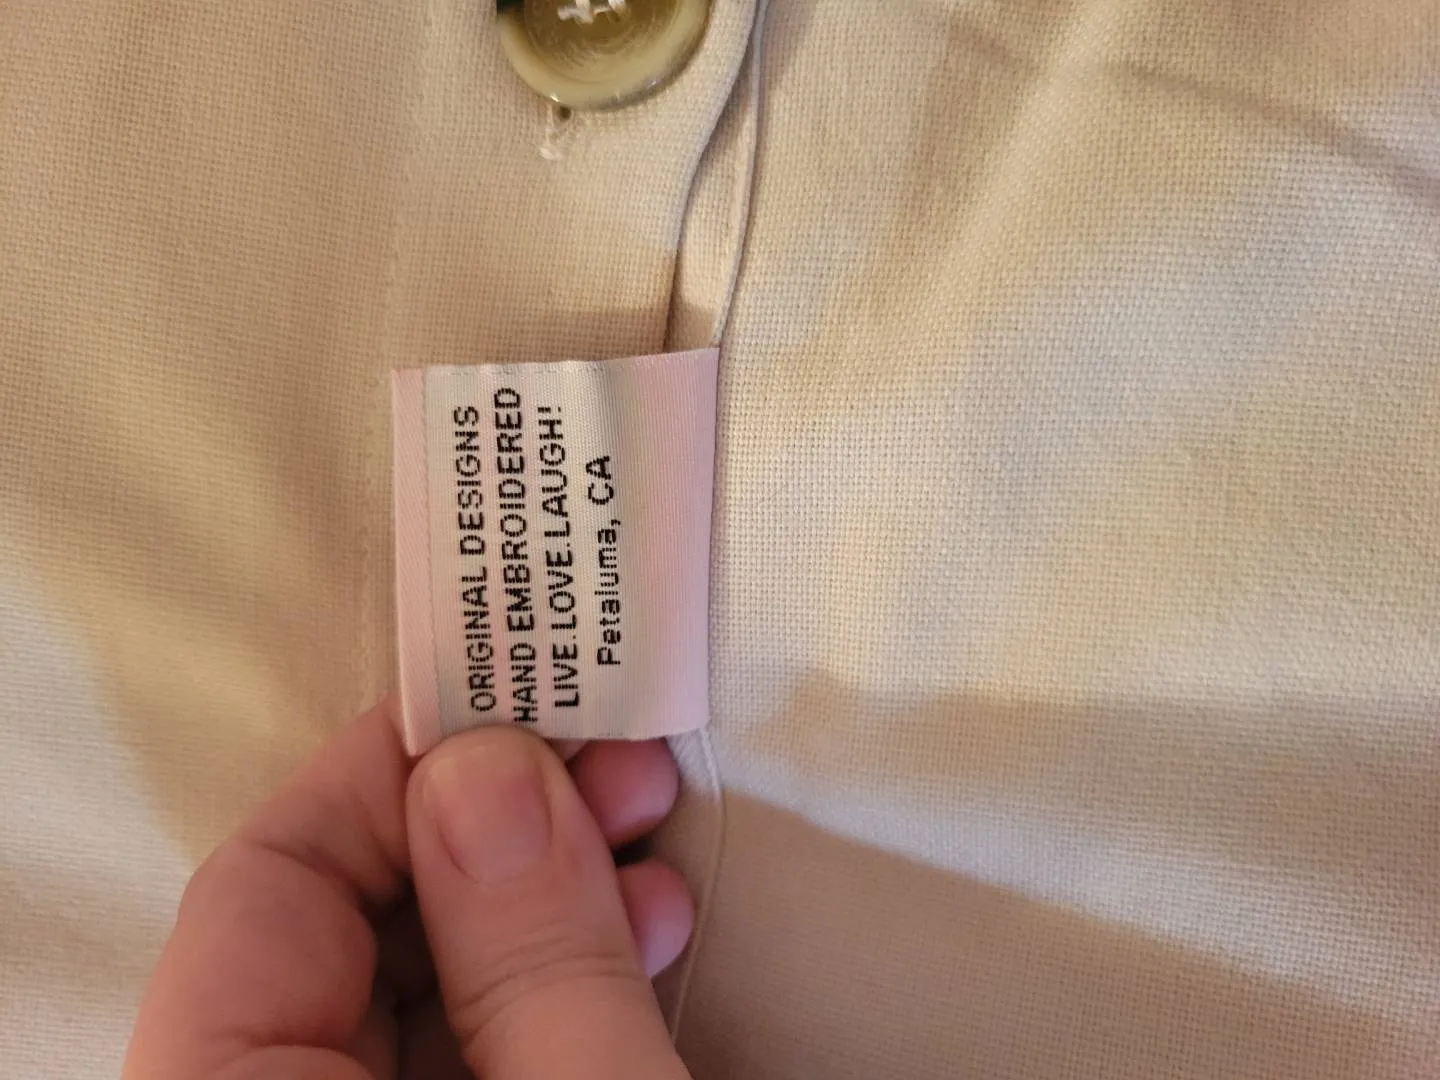 ORIGINAL DESIGNS
HAND EMBROIDERED
LIVE.LOVE.LAUGH!
Petaluma, CA